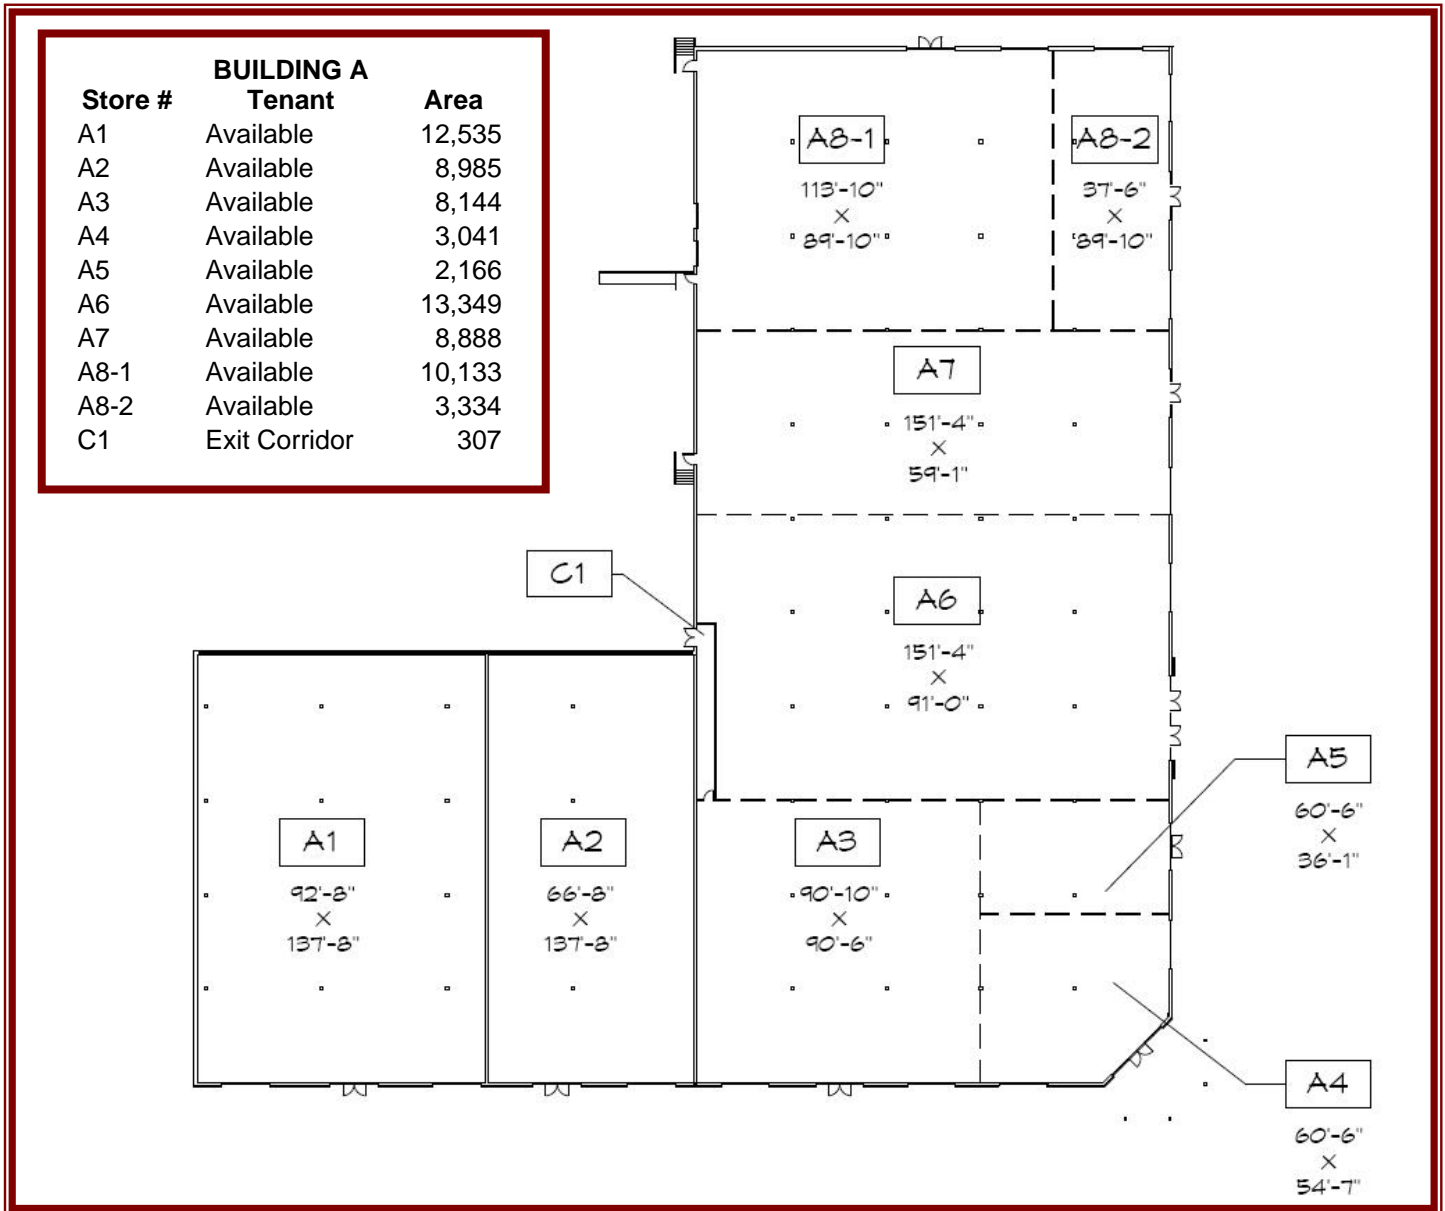 BUILDING A
Store # Tenant Area
A1 Available 12,535
A2 Available 8,985
A3 Available 8,144
A4 Available 3,041
A5 Available 2,166
A6 Available 13,349
A7 Available 8,888
A8-1 Available 10,133
A8-2 Available 3,334
C1 Exit Corridor 307
A8-1
113'-10"
X
89'-10"
A8-2
37'-6"
X
89'-10"
A7
151'-4"
X
59'-1"
C1
A6
151'-4"
X
91'-0"
A5
60'-6"
X
36'-1"
A1
92'-8"
X
137'-8"
A2
66'-8"
X
137'-8"
A3
90'-10"
X
90'-6"
A4
60'-6"
X
54'-7"